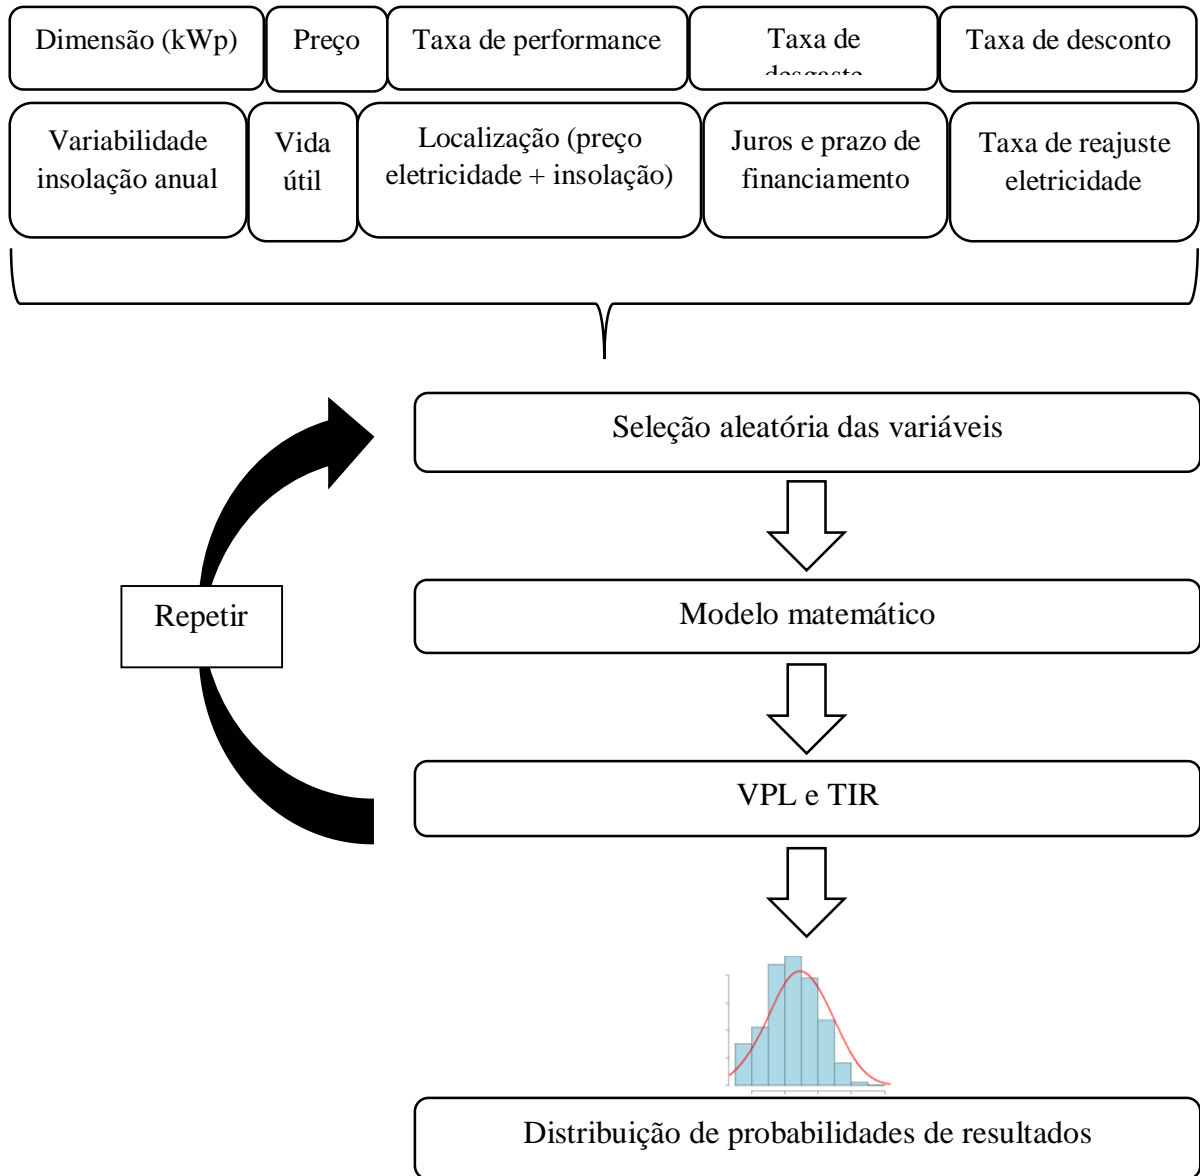 Dimensão (kWp)
Preço
Taxa de performance
Taxa de
desgaste
Taxa de desconto
Variabilidade
insolação anual
Vida
útil
Localização (preço
eletricidade + insolação)
Juros e prazo de
financiamento
Taxa de reajuste
eletricidade
Seleção aleatória das variáveis
Repetir
Modelo matemático
VPL e TIR
Distribuição de probabilidades de resultados